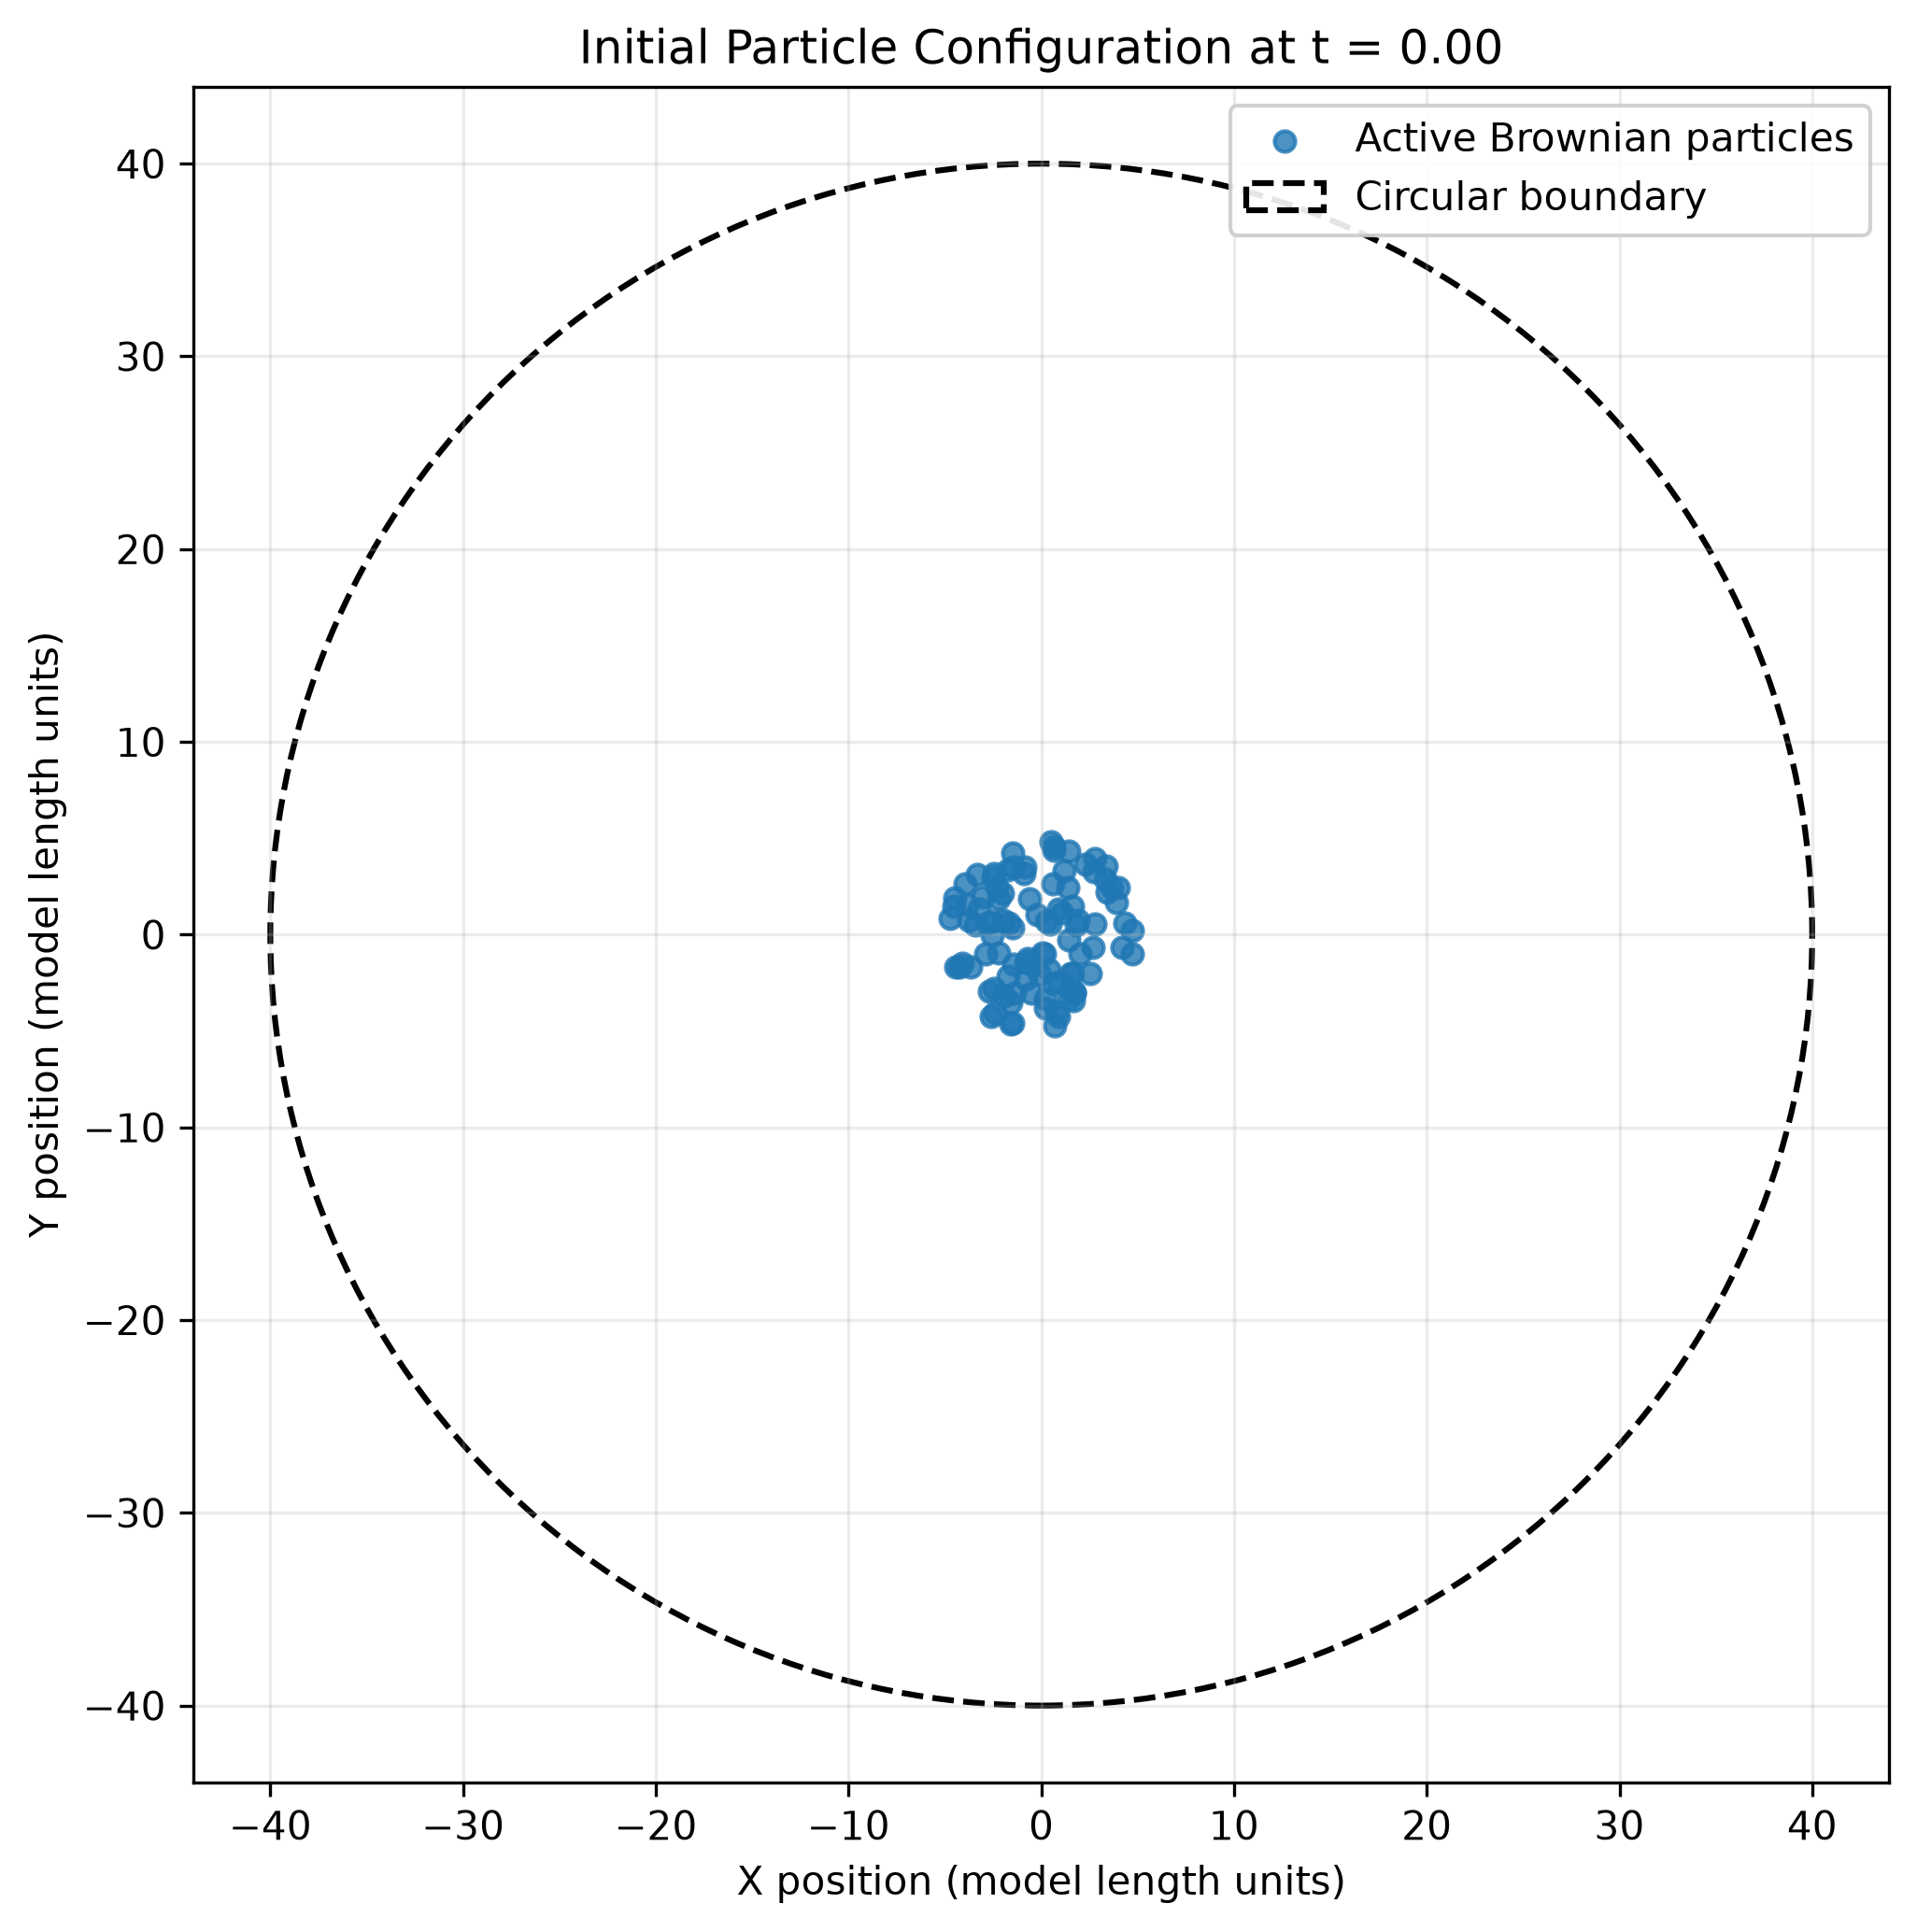 Initial Particle Configuration at t = 0.00
Active Brownian particles
Circular boundary
40
30
20
10
0
−10
−20
−30
−40
Y position (model length units)
−40 −30 −20 −10 0 10 20 30 40
X position (model length units)